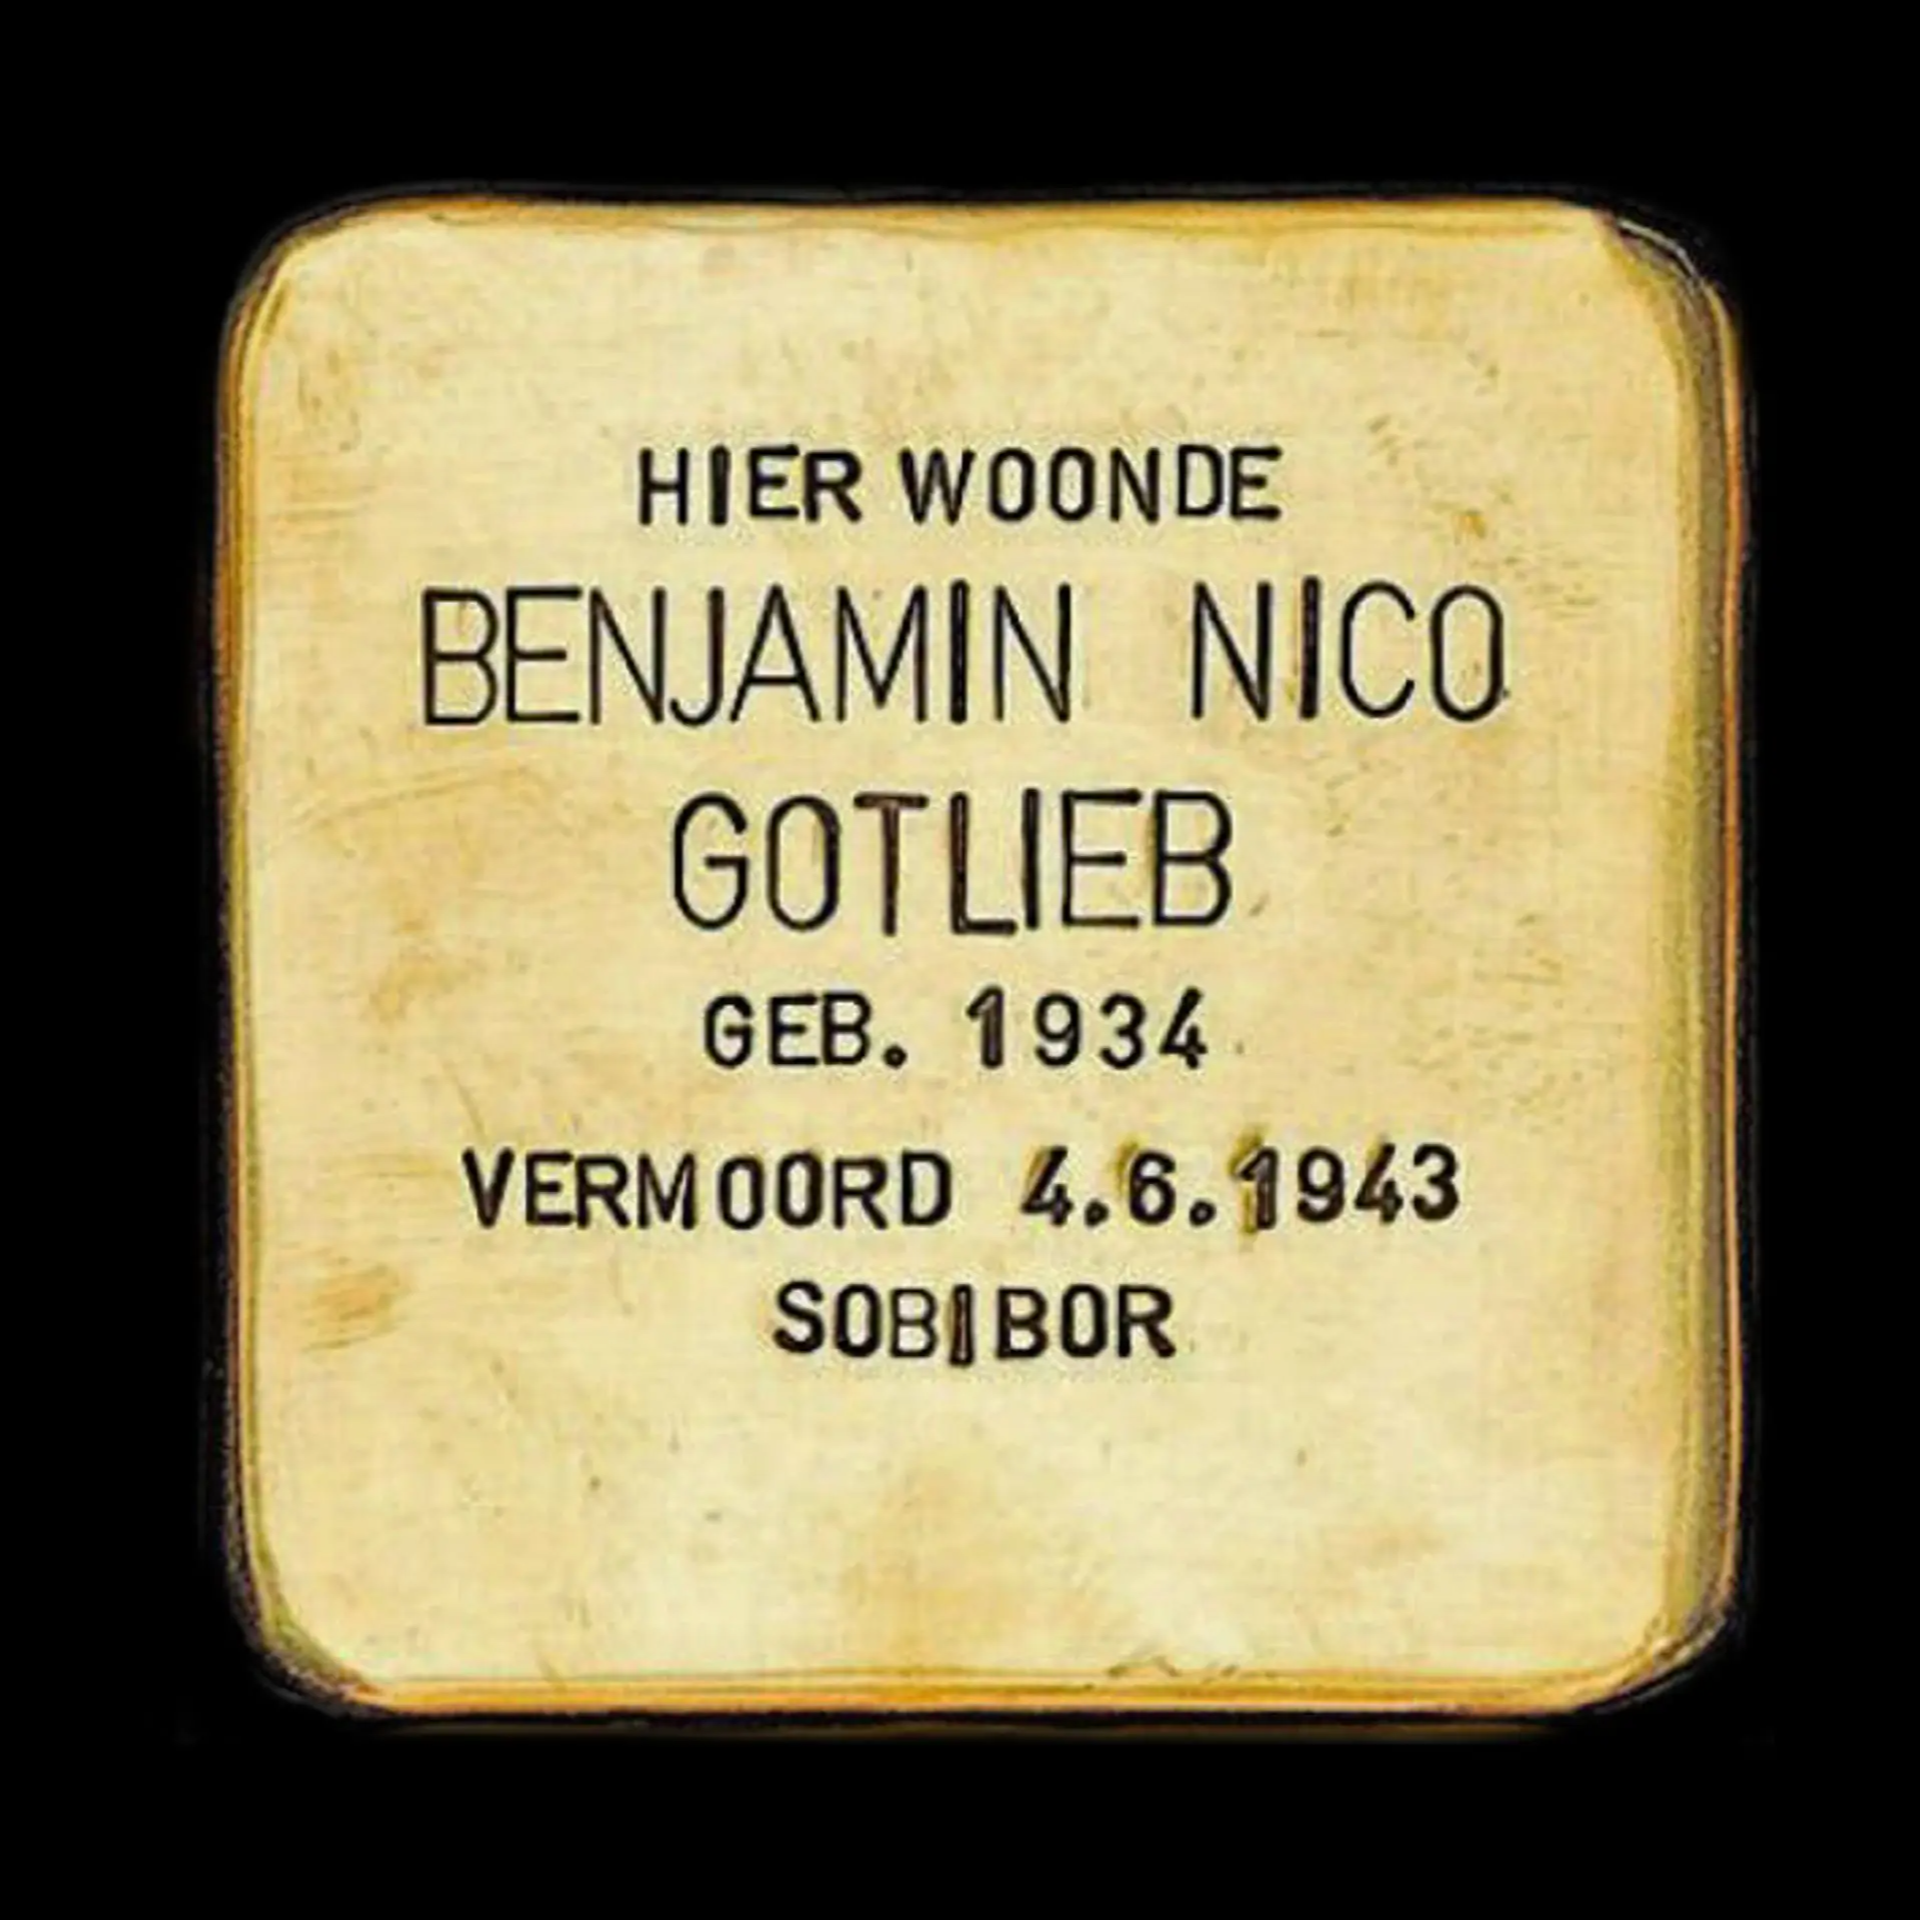 HIER WOONDE
BENJAMIN NICO
GOTLIEB
GEB. 1934
VERMOORD 4.6.1943
SOBIBOR